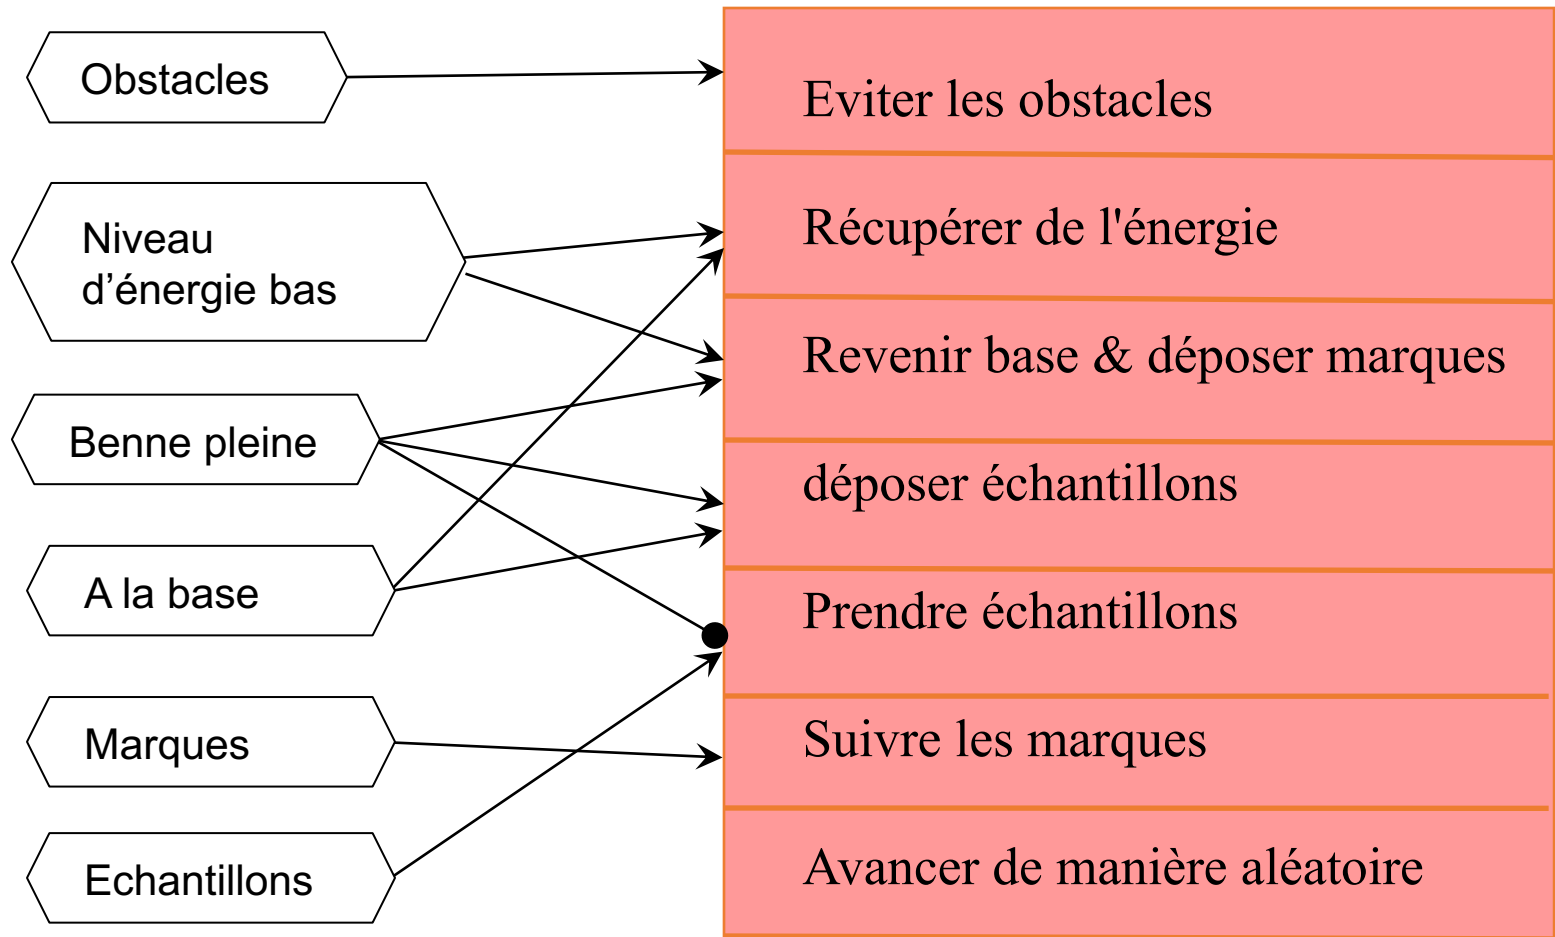 Obstacles
Niveau
d’énergie bas
Benne pleine
A la base
Marques
Echantillons
Eviter les obstacles
Récupérer de l'énergie
Revenir base & déposer marques
déposer échantillons
Prendre échantillons
Suivre les marques
Avancer de manière aléatoire